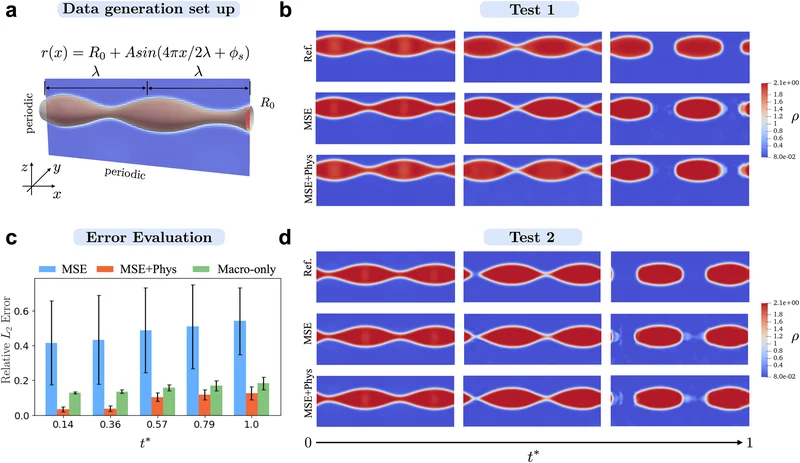 a
Data generation set up
r(x) = R₀ + Asin(4πx/2λ + ϕₛ)
λ
λ
R₀
periodic
periodic
z
y
x
b
Test 1
Ref.
MSE
MSE+Phys
2.1e+00
1.8
1.6
1.4
1.2
1
0.8
0.6
0.4
8.0e-02
ρ
c
Error Evaluation
MSE
MSE+Phys
Macro-only
Relative L₂ Error
0.6
0.4
0.2
0.0
0.14
0.36
0.57
0.79
1.0
t*
d
Test 2
Ref.
MSE
MSE+Phys
2.1e+00
1.8
1.6
1.4
1.2
1
0.8
0.6
0.4
8.0e-02
ρ
0
1
t*